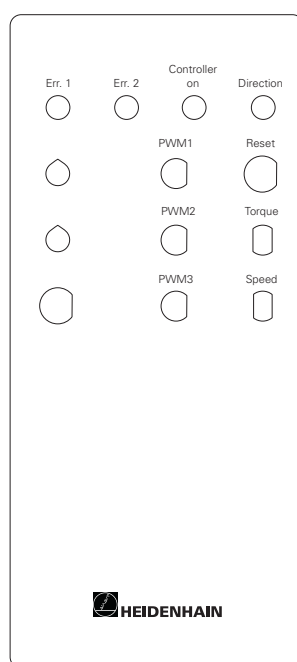 Err. 1
Err. 2
Controller
on
Direction
PWM1
Reset
PWM2
Torque
PWM3
Speed
HEIDENHAIN